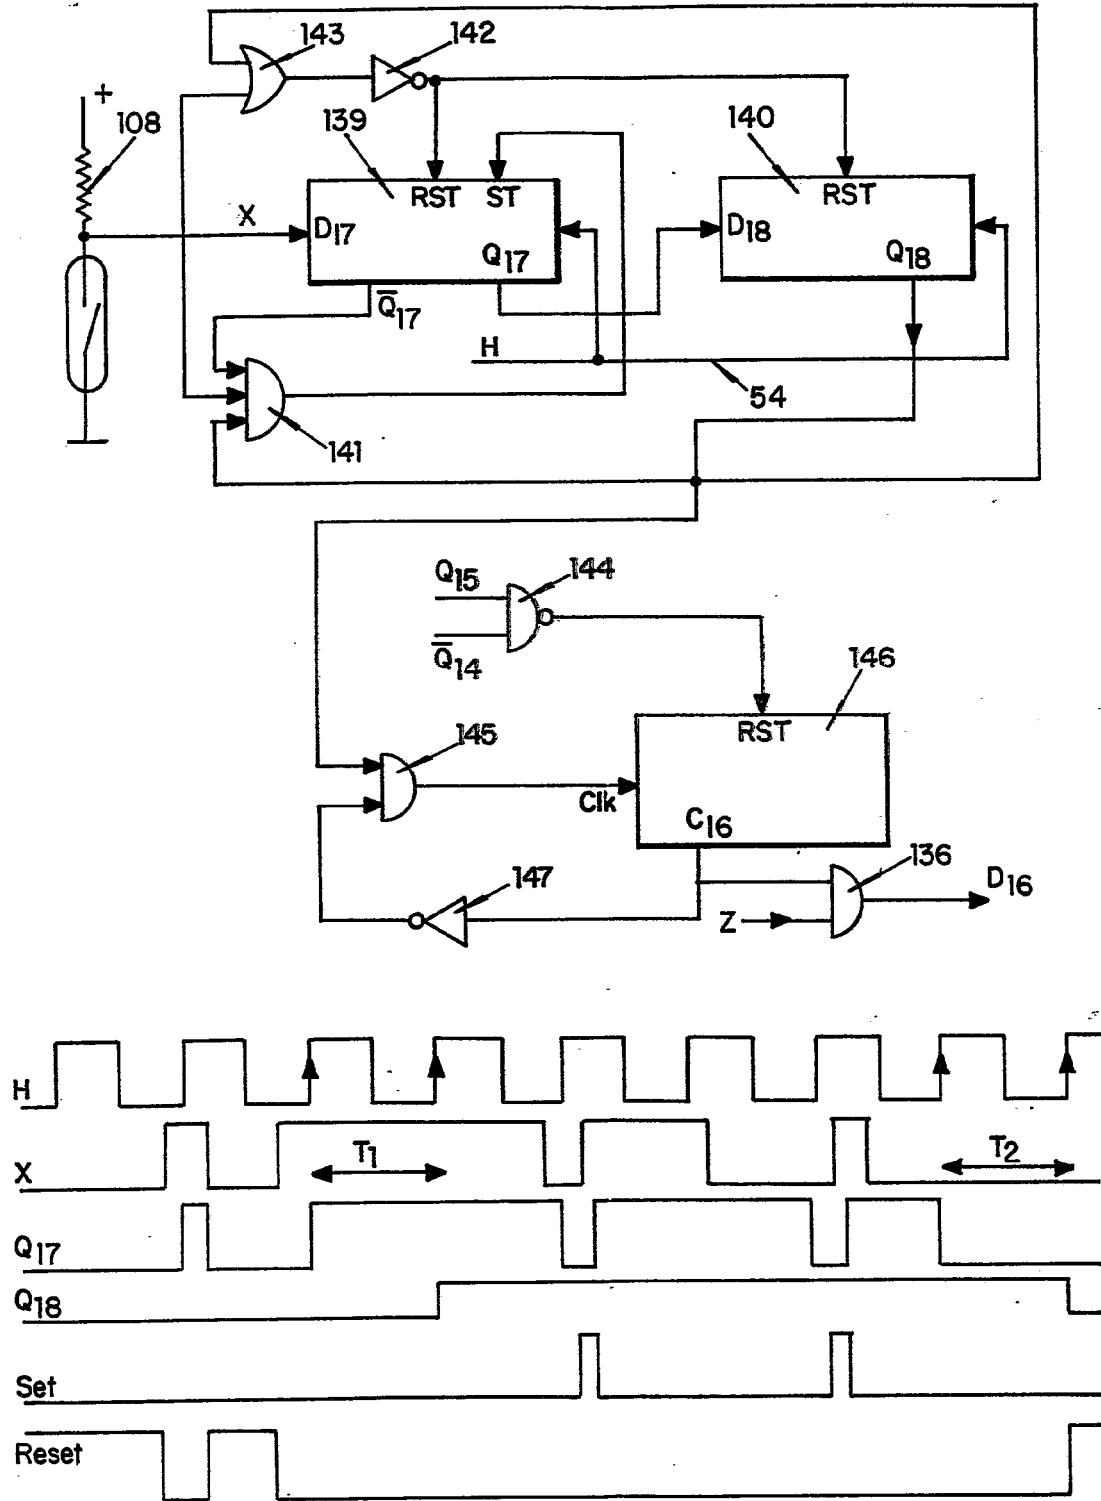 143
142
+
108
139
140
RST ST
RST
X
D17
D18
Q17
Q18
Q̅17
H
54
141
Q15
144
Q̅14
146
RST
145
Clk
C16
136
147
D16
Z
H
X
T1
T2
Q17
Q18
Set
Reset